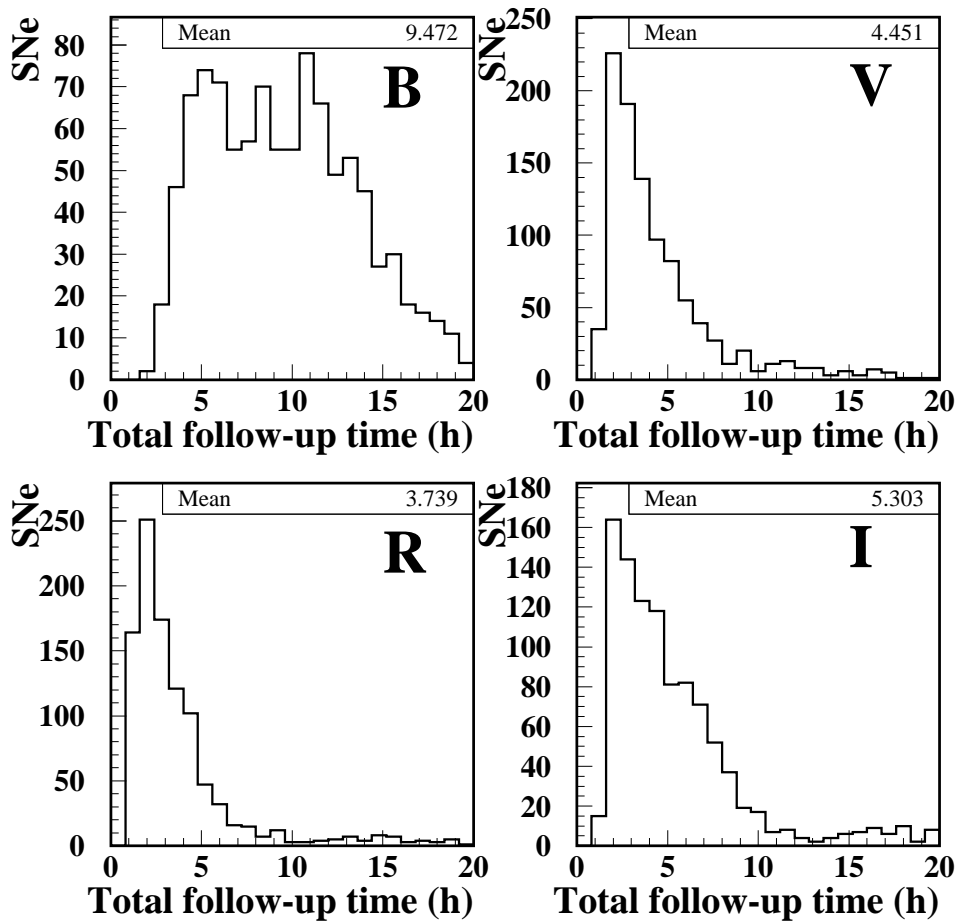 Mean 9.472
B
SNe
80
70
60
50
40
30
20
10
0
0 5 10 15 20
Total follow-up time (h)
Mean 4.451
V
SNe
250
200
150
100
50
0
0 5 10 15 20
Total follow-up time (h)
Mean 3.739
R
SNe
250
200
150
100
50
0
0 5 10 15 20
Total follow-up time (h)
Mean 5.303
I
SNe
180
160
140
120
100
80
60
40
20
0
0 5 10 15 20
Total follow-up time (h)